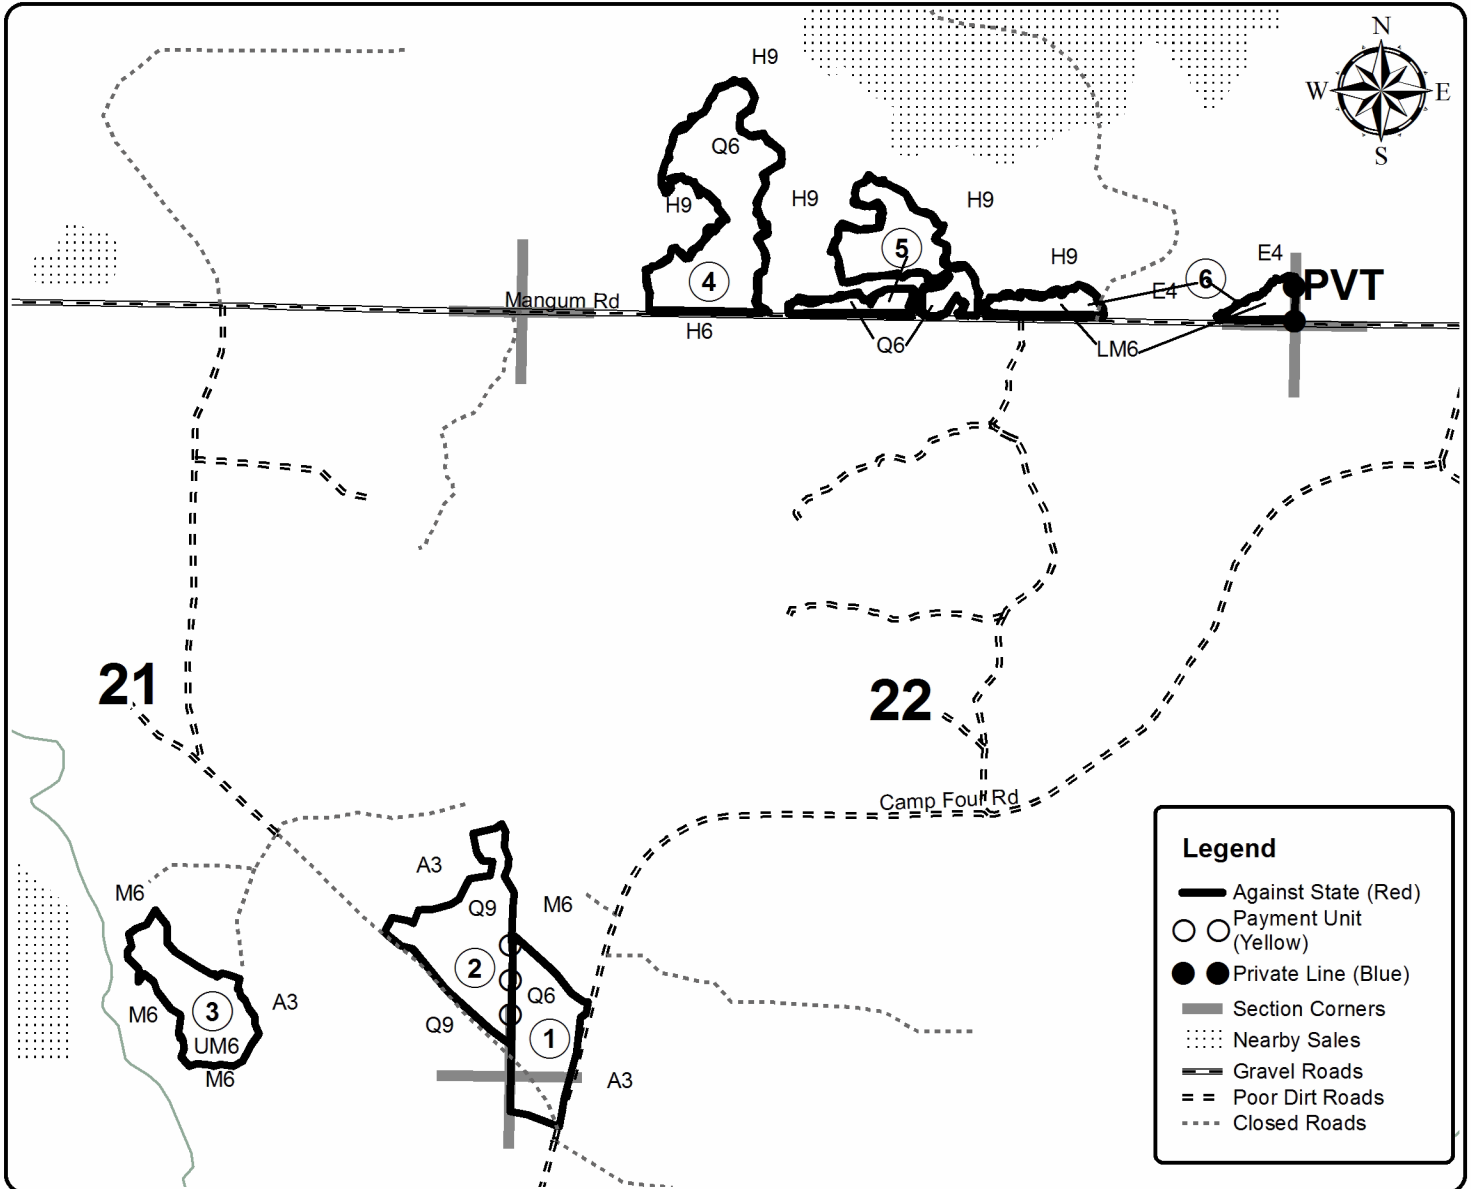 N
W
E
S
H9
Q6
H9
H9
H9
H9
E4
4
5
6
E4
PVT
Mangum Rd
H6
Q6
LM6
21
22
Camp Four Rd
A3
M6
Q9
M6
2
Q6
M6
3
A3
Q9
1
UM6
M6
A3
Legend
Against State (Red)
Payment Unit
(Yellow)
Private Line (Blue)
Section Corners
Nearby Sales
Gravel Roads
Poor Dirt Roads
Closed Roads